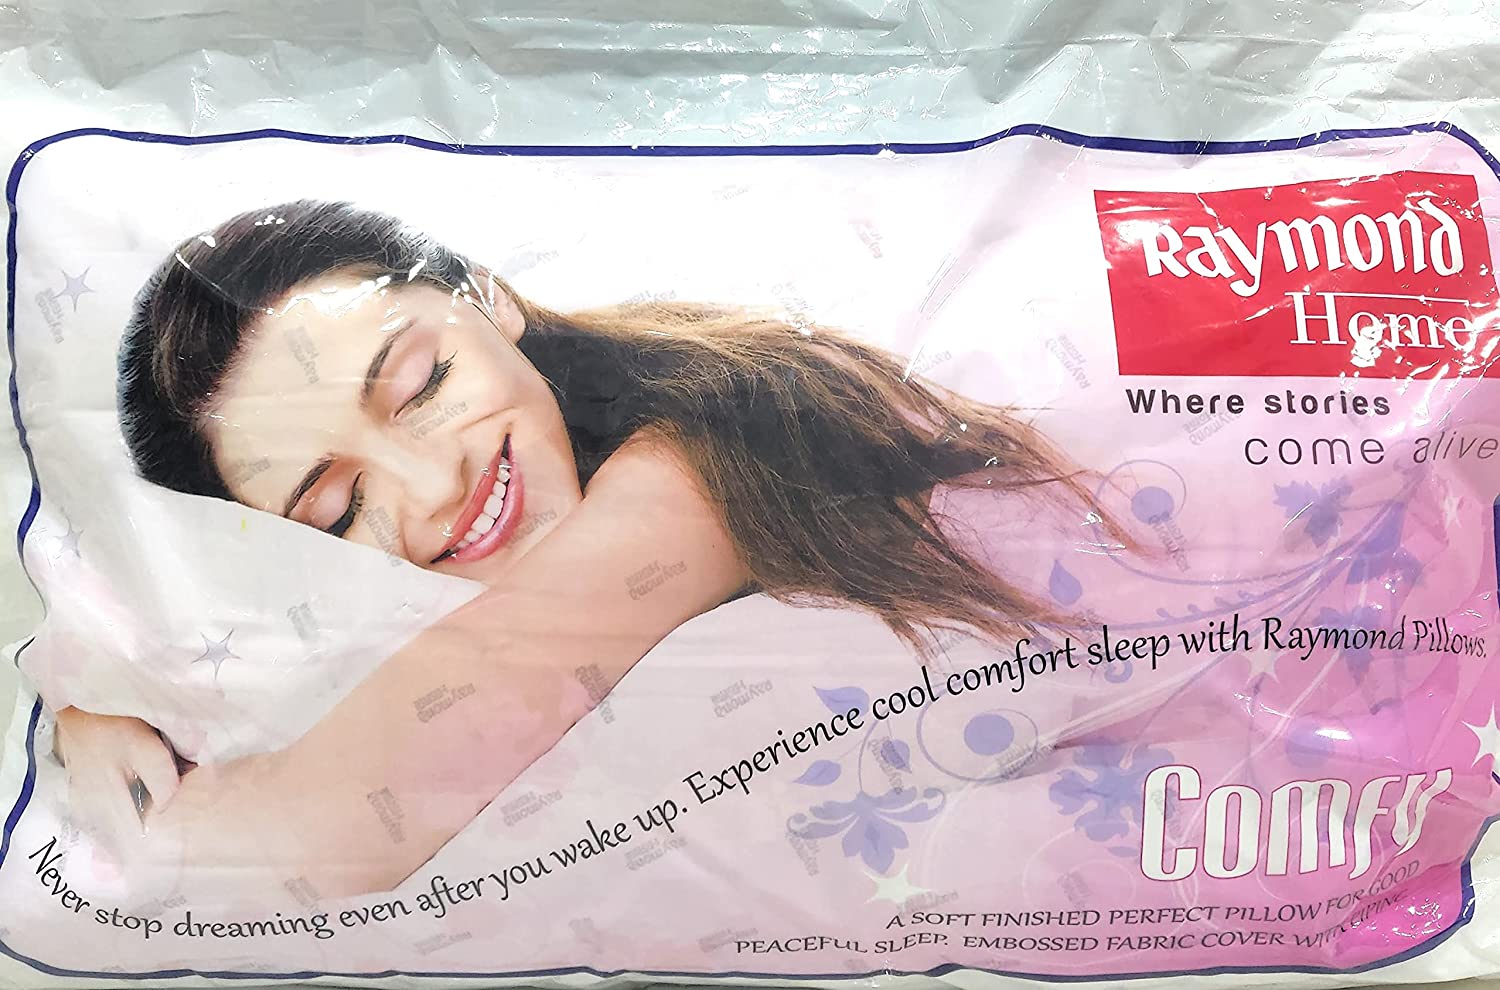 Raymond
Home
Where stories
come alive
Never stop dreaming even after you wake up. Experience cool comfort sleep with Raymond Pillows.
Comfy
A SOFT FINISHED PERFECT PILLOW FOR GOOD
PEACEFUL SLEEP. EMBOSSED FABRIC COVER WITH PIPING